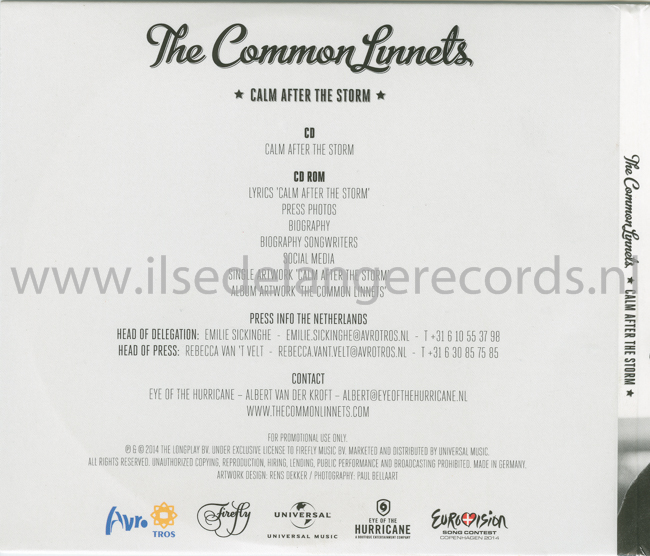 The Common Linnets
★ CALM AFTER THE STORM ★
CD
CALM AFTER THE STORM
CD ROM
LYRICS 'CALM AFTER THE STORM'
PRESS PHOTOS
BIOGRAPHY
BIOGRAPHY SONGWRITERS
SOCIAL MEDIA
SINGLE ARTWORK 'CALM AFTER THE STORM'
ALBUM ARTWORK 'THE COMMON LINNETS'
www.ilsedelangerecords.nl
PRESS INFO THE NETHERLANDS
HEAD OF DELEGATION: EMILIE SICKINGHE - EMILIE.SICKINGHE@AVROTROS.NL - T +31 6 10 55 37 98
HEAD OF PRESS: REBECCA VAN 'T VELT - REBECCA.VANT.VELT@AVROTROS.NL - T +31 6 30 85 75 85
CONTACT
EYE OF THE HURRICANE – ALBERT VAN DER KROFT – ALBERT@EYEOFTHEHURRICANE.NL
WWW.THECOMMONLINNETS.COM
FOR PROMOTIONAL USE ONLY.
℗ & © 2014 THE LONGPLAY BV. UNDER EXCLUSIVE LICENSE TO FIREFLY MUSIC BV. MARKETED AND DISTRIBUTED BY UNIVERSAL MUSIC.
ALL RIGHTS RESERVED. UNAUTHORIZED COPYING, REPRODUCTION, HIRING, LENDING, PUBLIC PERFORMANCE AND BROADCASTING PROHIBITED. MADE IN GERMANY.
ARTWORK DESIGN: RENS DEKKER / PHOTOGRAPHY: PAUL BELLAART
Avro TROS
Firefly
UNIVERSAL
UNIVERSAL MUSIC
EYE OF THE
HURRICANE
A BOUTIQUE ENTERTAINMENT COMPANY
EUROVISION
SONG CONTEST
COPENHAGEN 2014
The Common Linnets ★ CALM AFTER THE STORM ★